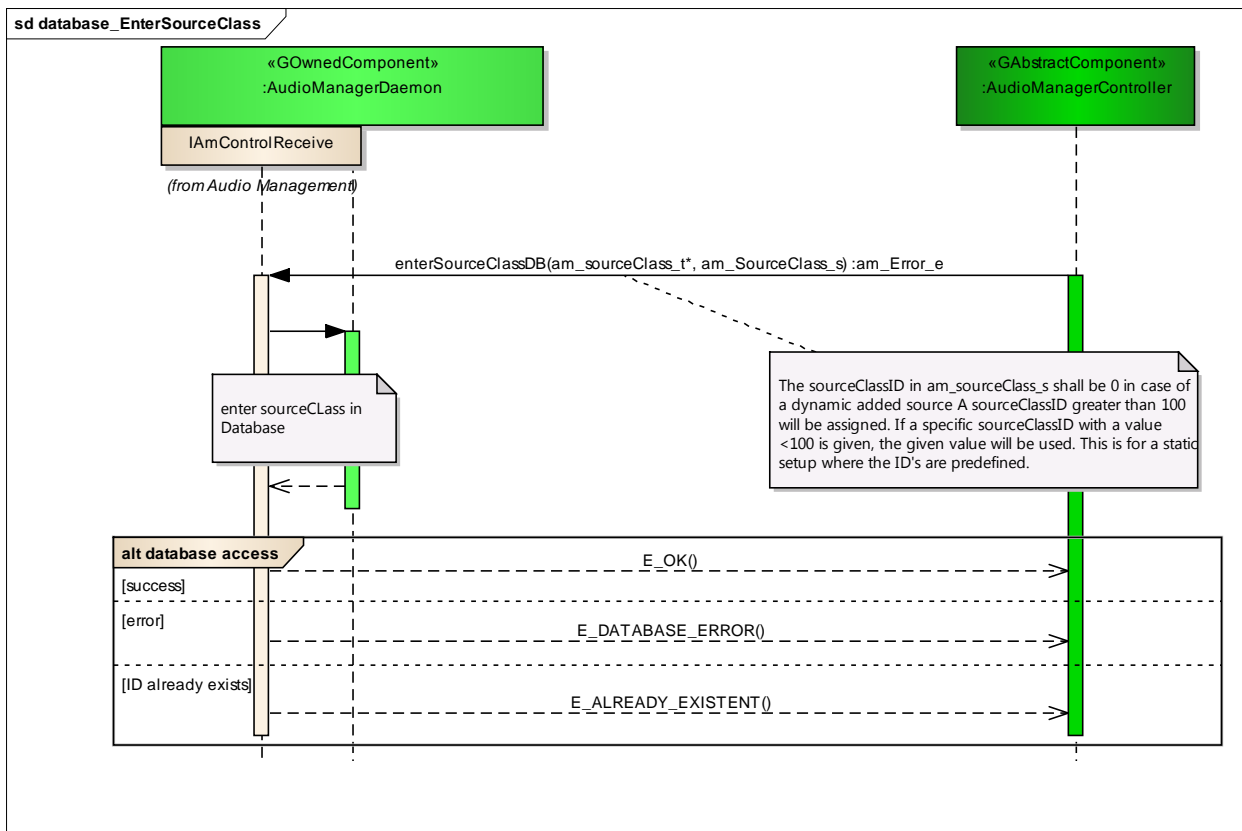 sd database_EnterSourceClass
«GOwnedComponent»
:AudioManagerDaemon
«GAbstractComponent»
:AudioManagerController
IAmControlReceive
(from Audio Management)
enterSourceClassDB(am_sourceClass_t*, am_SourceClass_s) :am_Error_e
The sourceClassID in am_sourceClass_s shall be 0 in case of
a dynamic added source A sourceCLassID greater than 100
will be assigned. If a specific sourceClassID with a value
<100 is given, the given value will be used. This is for a static
setup where the ID's are predefined.
enter sourceCLass in
Database
alt database access
E_OK()
[success]
[error]
E_DATABASE_ERROR()
[ID already exists]
E_ALREADY_EXISTENT()